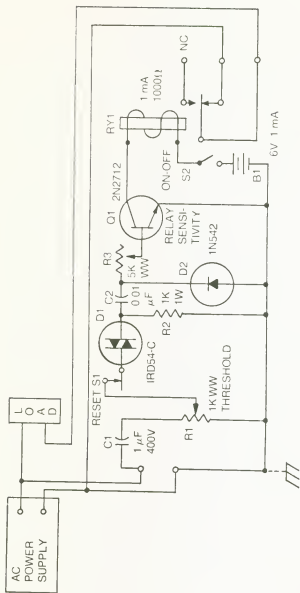 AC
POWER
SUPPLY
L
O
A
D
RESET S1
C1
1 μF
400V
R1
1K WW
THRESHOLD
D1
IRD54-C
C2
0.01
μF
R2
1K
1W
R3
5K
WW
D2
1N542
Q1
2N2712
RELAY
SENSI-
TIVITY
RY1
1 mA
1000Ω
ON-OFF
S2
B1
6V 1 mA
NC